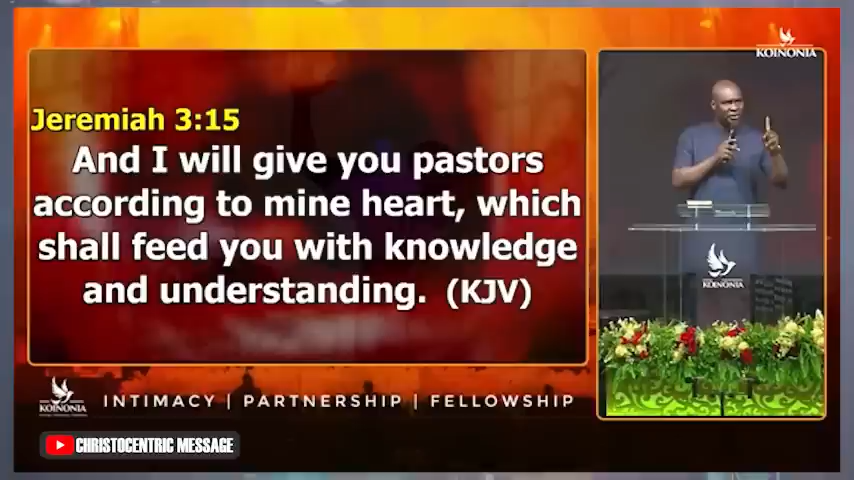 Jeremiah 3:15
And I will give you pastors
according to mine heart, which
shall feed you with knowledge
and understanding. (KJV)
KOINONIA
KOINONIA
KOINONIA
INTIMACY | PARTNERSHIP | FELLOWSHIP
CHRISTOCENTRIC MESSAGE